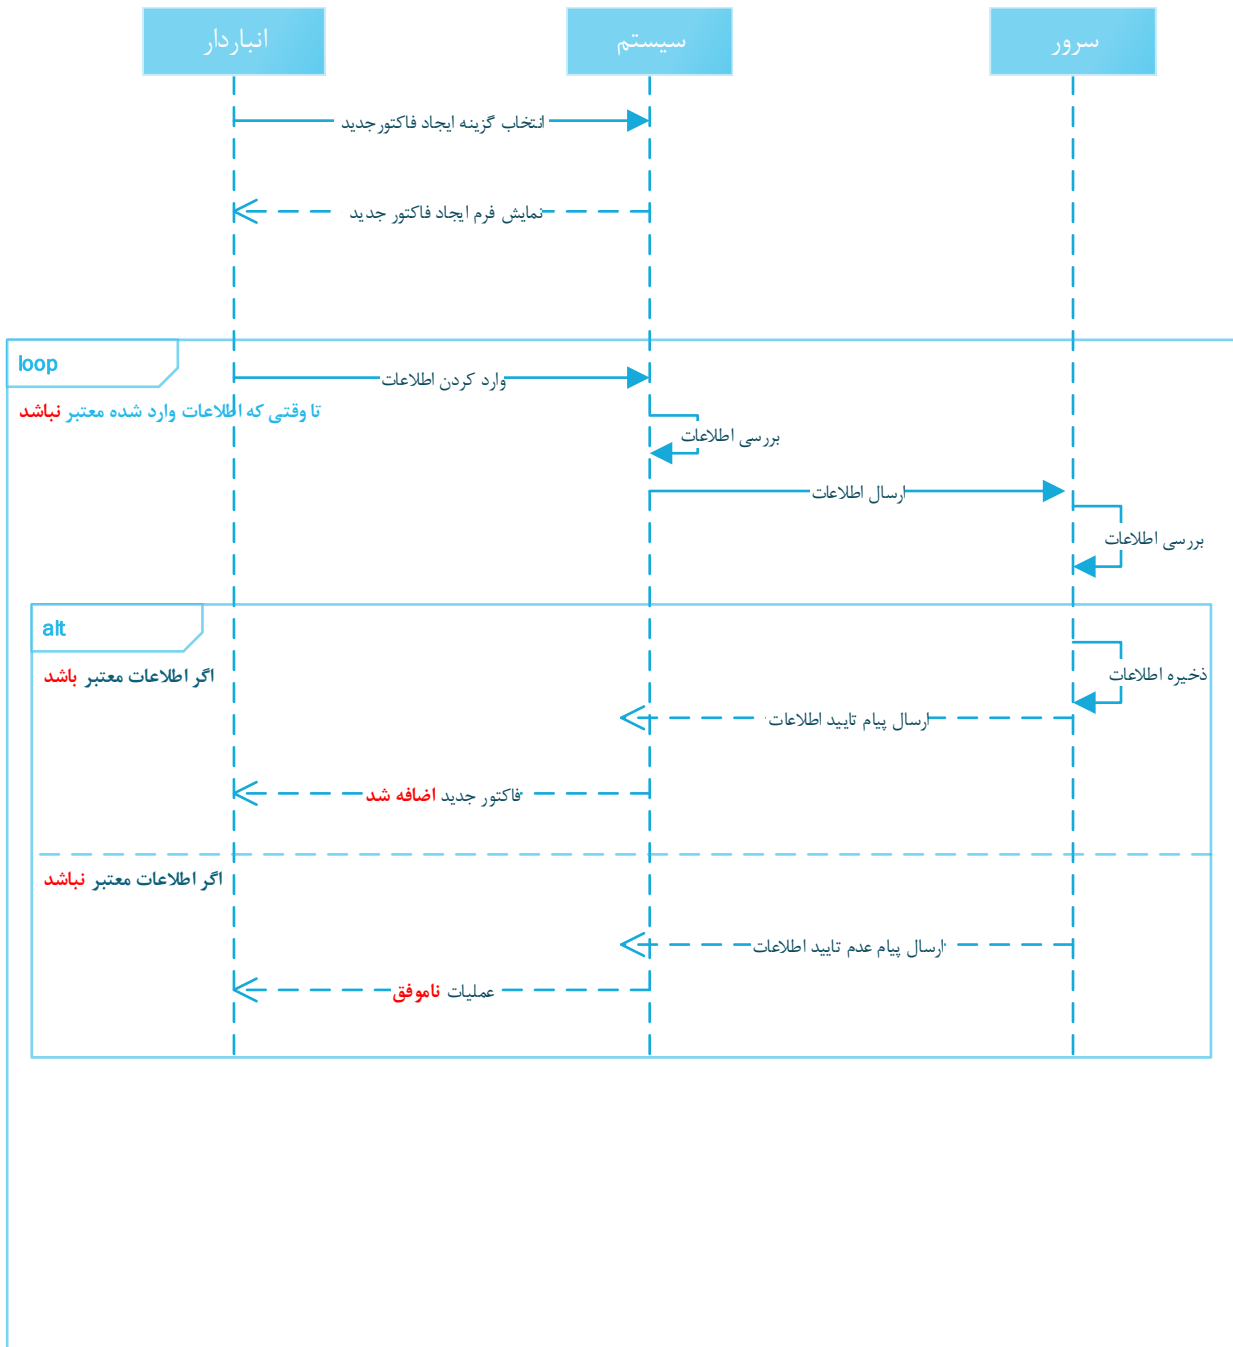 انباردار
سیستم
سرور
انتخاب گزینه ایجاد فاکتورجدید
نمایش فرم ایجاد فاکتور جدید
loop
وارد کردن اطلاعات
تا وقتی که اطلاعات وارد شده معتبر نباشد
بررسی اطلاعات
ارسال اطلاعات
بررسی اطلاعات
alt
اگر اطلاعات معتبر باشد
ذخیره اطلاعات
ارسال پیام تایید اطلاعات
فاکتور جدید اضافه شد
اگر اطلاعات معتبر نباشد
ارسال پیام عدم تایید اطلاعات
عملیات ناموفق